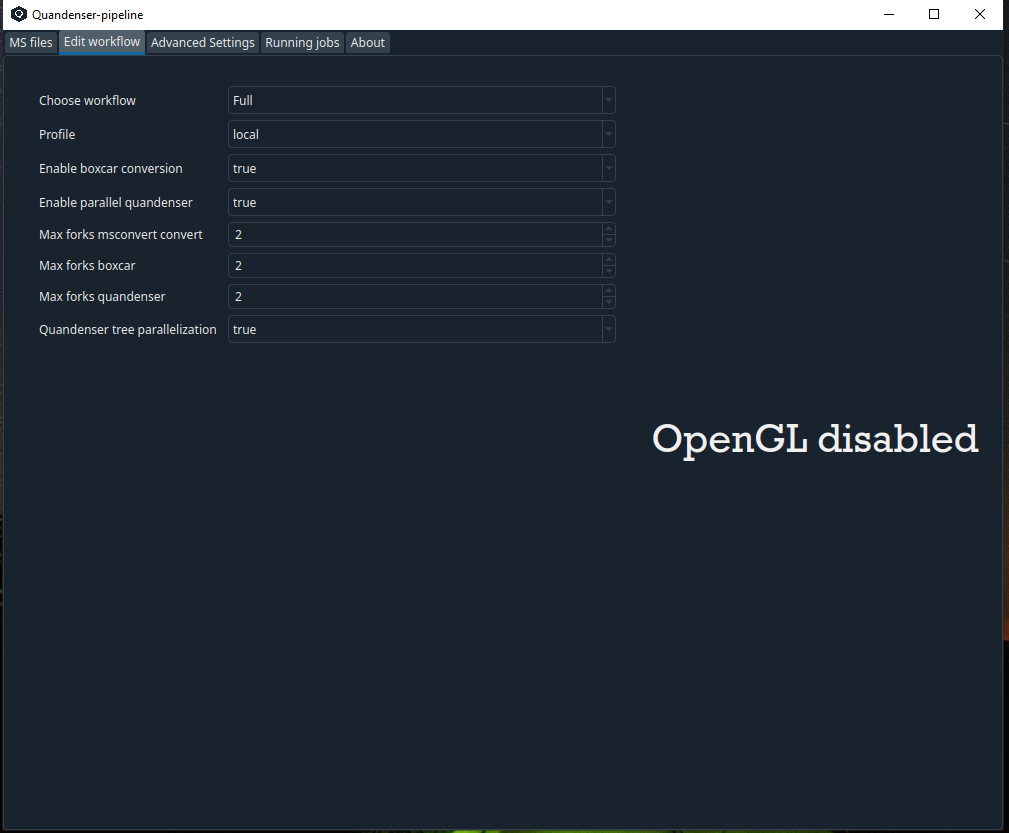 Quandenser-pipeline
MS files Edit workflow Advanced Settings Running jobs About
Choose workflow Full
Profile local
Enable boxcar conversion true
Enable parallel quandenser true
Max forks msconvert convert 2
Max forks boxcar 2
Max forks quandenser 2
Quandenser tree parallelization true
OpenGL disabled